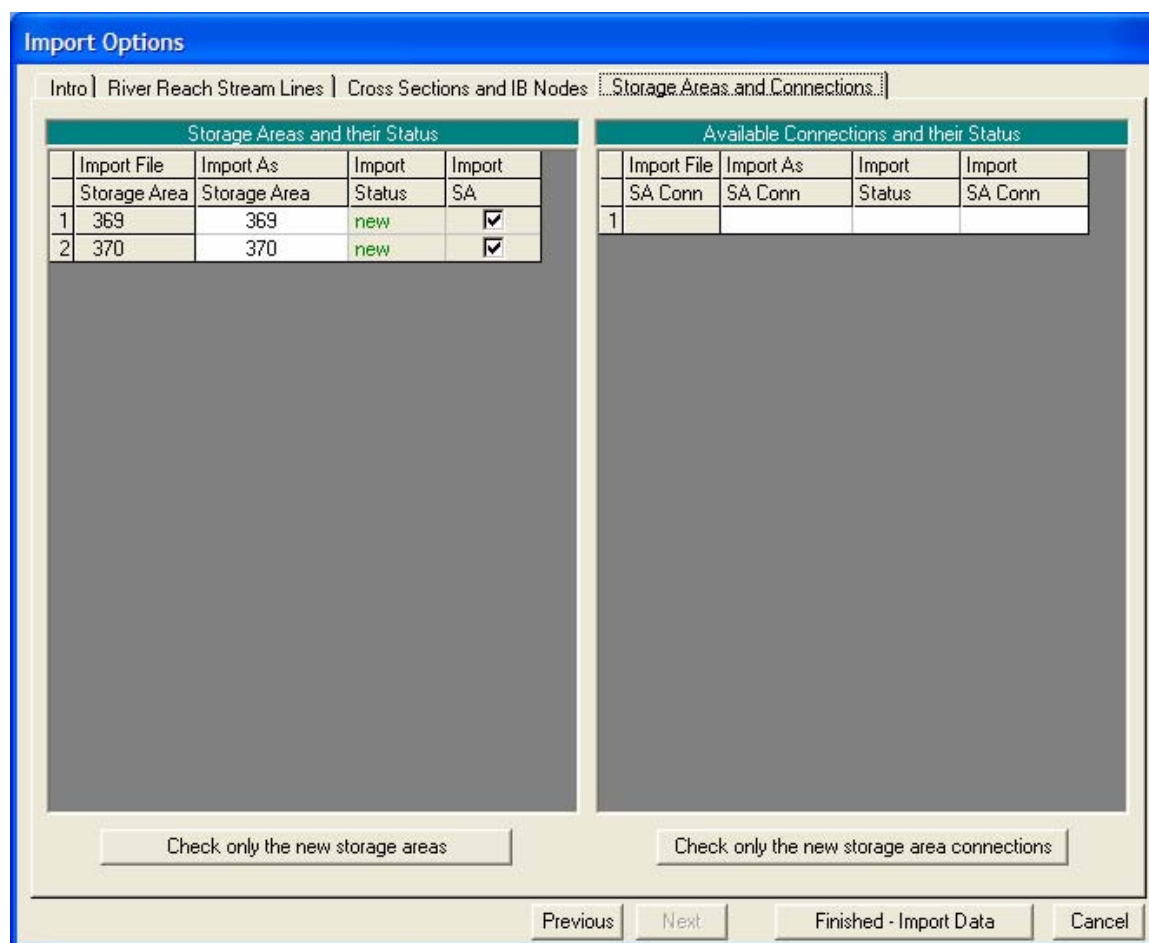 Import Options
Intro River Reach Stream Lines Cross Sections and IB Nodes Storage Areas and Connections
Storage Areas and their Status
Import File Import As Import Import
Storage Area Storage Area Status SA
1 369 369 new
2 370 370 new
Available Connections and their Status
Import File Import As Import Import
SA Conn SA Conn Status SA Conn
1
Check only the new storage areas
Check only the new storage area connections
Previous Next Finished - Import Data Cancel